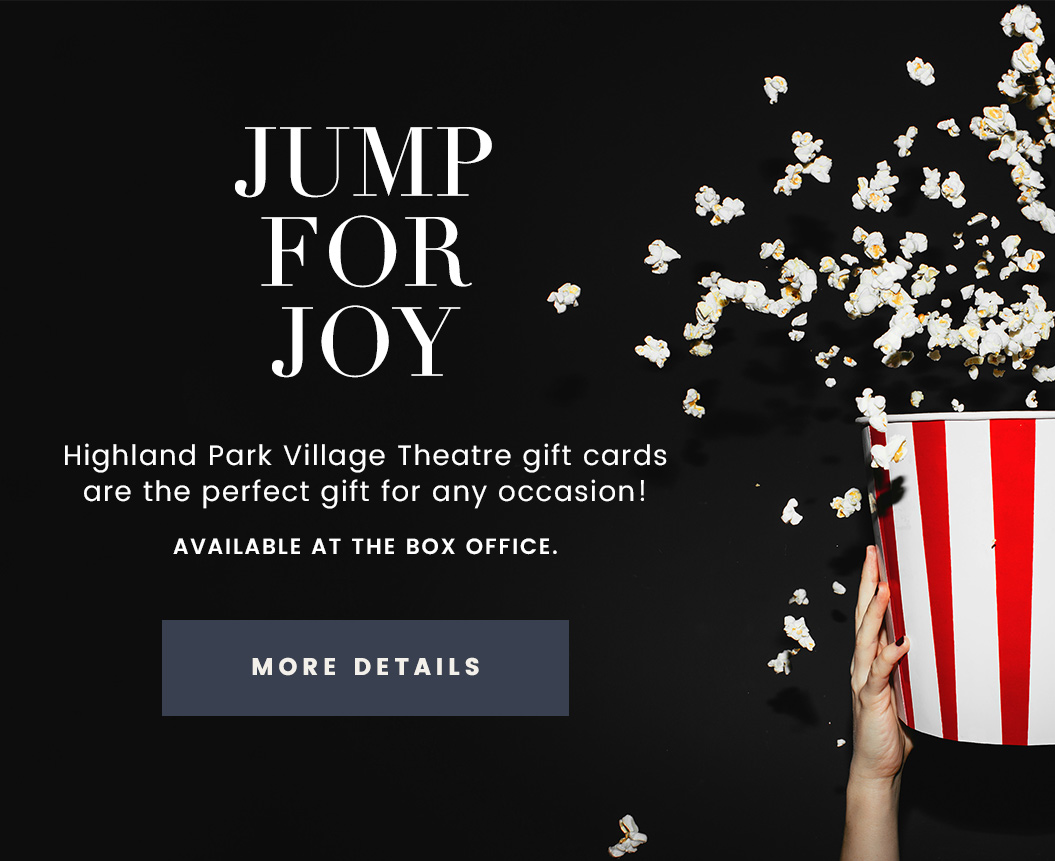 JUMP
FOR
JOY
Highland Park Village Theatre gift cards
are the perfect gift for any occasion!
AVAILABLE AT THE BOX OFFICE.
MORE DETAILS